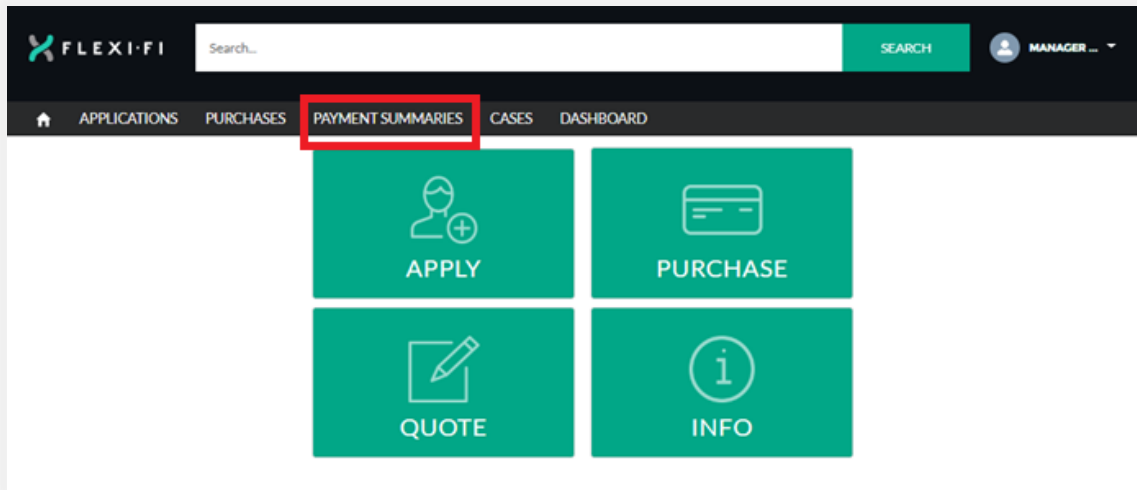 FLEXI·FI
Search...
SEARCH
MANAGER ...
APPLICATIONS PURCHASES PAYMENT SUMMARIES CASES DASHBOARD
APPLY
PURCHASE
QUOTE
i
INFO